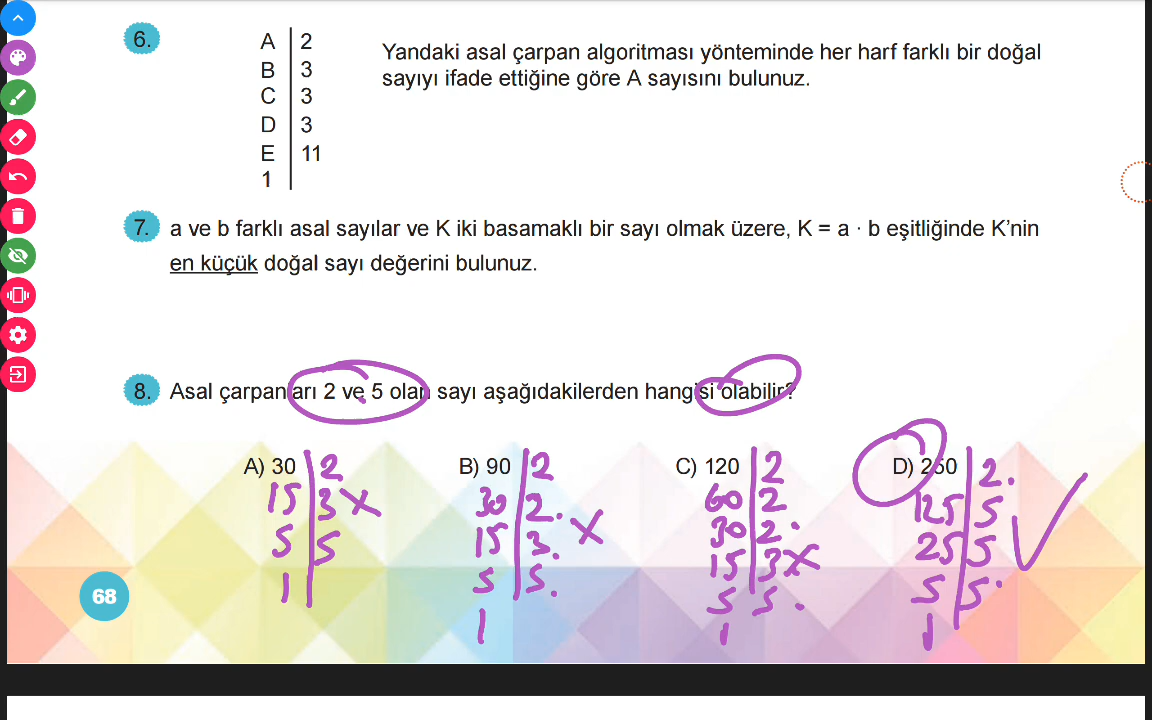 6.
A 2
B 3
C 3
D 3
E 11
1
Yandaki asal çarpan algoritması yönteminde her harf farklı bir doğal
sayıyı ifade ettiğine göre A sayısını bulunuz.
7. a ve b farklı asal sayılar ve K iki basamaklı bir sayı olmak üzere, K = a · b eşitliğinde K’nin
en küçük doğal sayı değerini bulunuz.
8. Asal çarpanları 2 ve 5 olan sayı aşağıdakilerden hangisi olabilir?
A) 30 2
15 3 x
5 5
1
B) 90 2
30 2.
15 3. x
5 5.
1
C) 120 2
60 2
30 2.
15 3 x
5 5.
1
D) 250 2.
125 5
25 5
5 5.
1
68